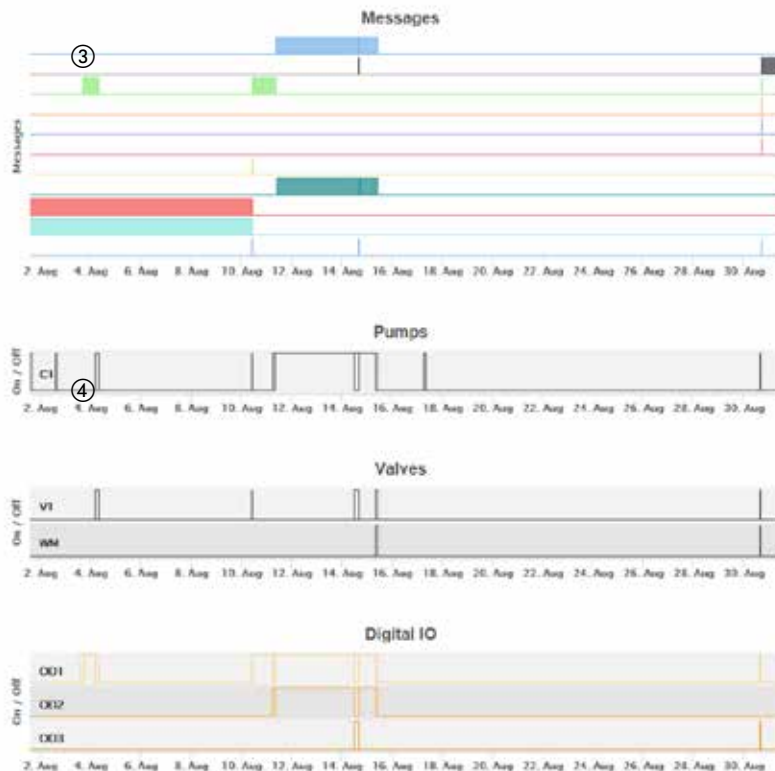 Messages
③
Messages
2. Aug 4. Aug 6. Aug 8. Aug 10. Aug 12. Aug 14. Aug 16. Aug 18. Aug 20. Aug 22. Aug 24. Aug 26. Aug 28. Aug 30. Aug
Pumps
On / Off
C1
④
2. Aug 4. Aug 6. Aug 8. Aug 10. Aug 12. Aug 14. Aug 16. Aug 18. Aug 20. Aug 22. Aug 24. Aug 26. Aug 28. Aug 30. Aug
Valves
On / Off
V1
WM
2. Aug 4. Aug 6. Aug 8. Aug 10. Aug 12. Aug 14. Aug 16. Aug 18. Aug 20. Aug 22. Aug 24. Aug 26. Aug 28. Aug 30. Aug
Digital IO
On / Off
OD1
OD2
OD3
2. Aug 4. Aug 6. Aug 8. Aug 10. Aug 12. Aug 14. Aug 16. Aug 18. Aug 20. Aug 22. Aug 24. Aug 26. Aug 28. Aug 30. Aug